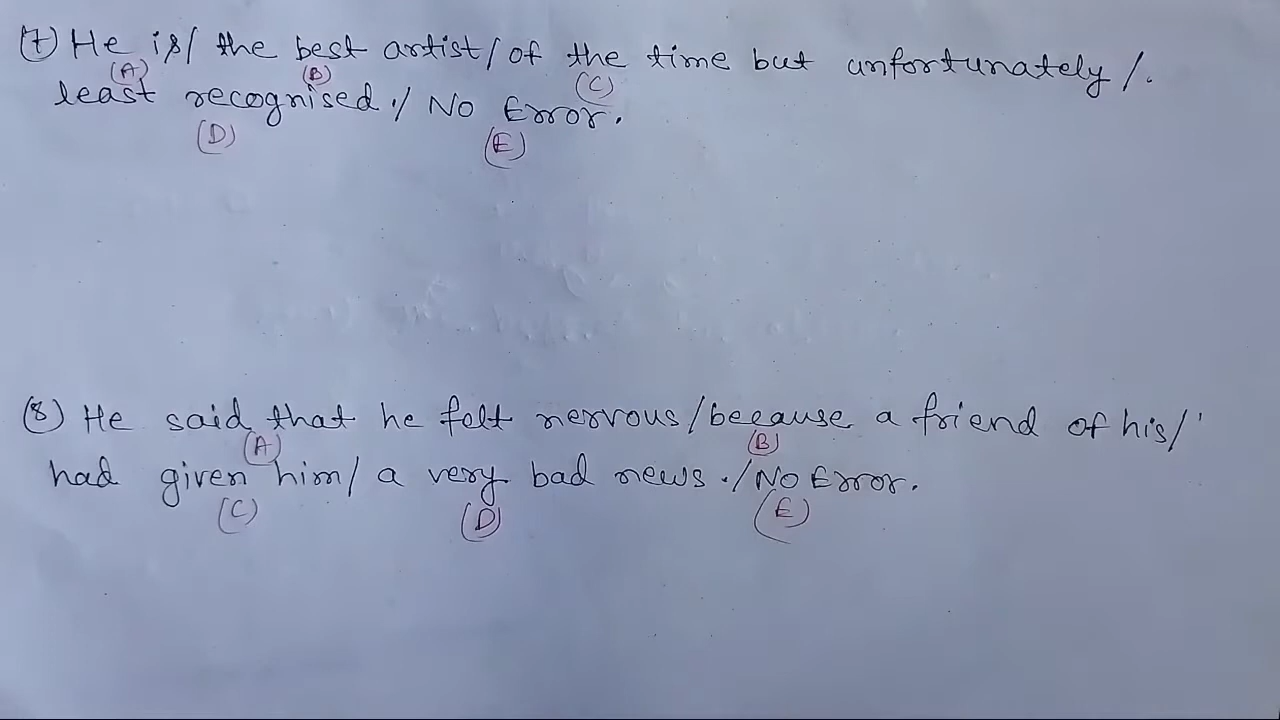 (7) He is/ the best artist/ of the time but unfortunately/.
(A) (B) (C)
least recognised./ No Error.
(D) (E)
(8) He said that he felt nervous/because a friend of his/'
(A) (B)
had given him/ a very bad news./No Error.
(C) (D) (E)